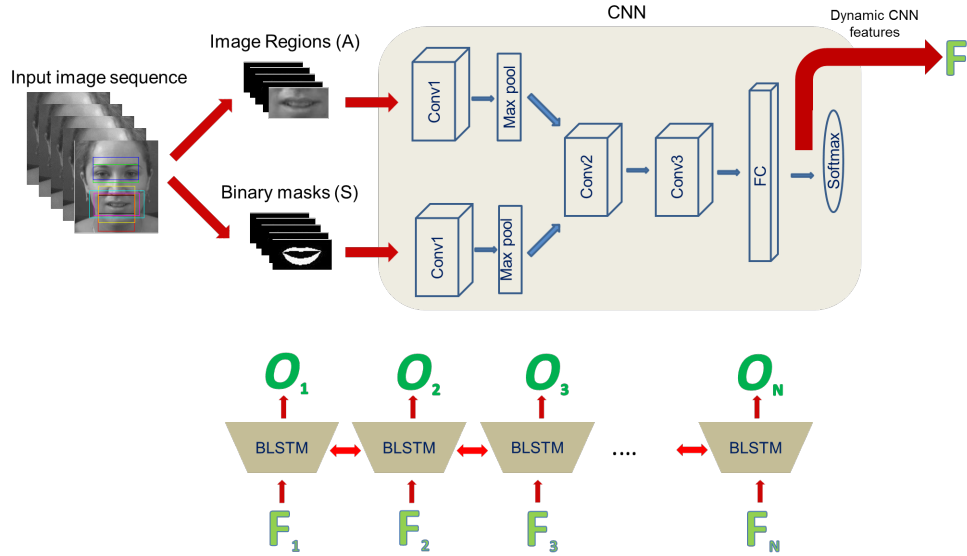 CNN
Dynamic CNN
features
F
Image Regions (A)
Input image sequence
Conv1
Max pool
Conv2
Conv3
FC
Softmax
Binary masks (S)
Conv1
Max pool
O1
O2
O3
ON
BLSTM
BLSTM
BLSTM
....
BLSTM
F1
F2
F3
FN